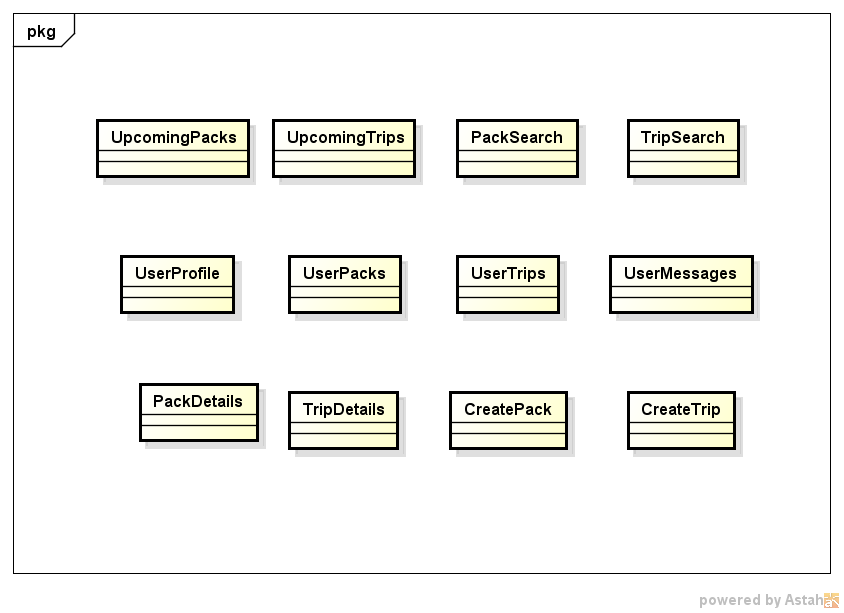 pkg
UpcomingPacks
UpcomingTrips
PackSearch
TripSearch
UserProfile
UserPacks
UserTrips
UserMessages
PackDetails
TripDetails
CreatePack
CreateTrip
powered by Astah